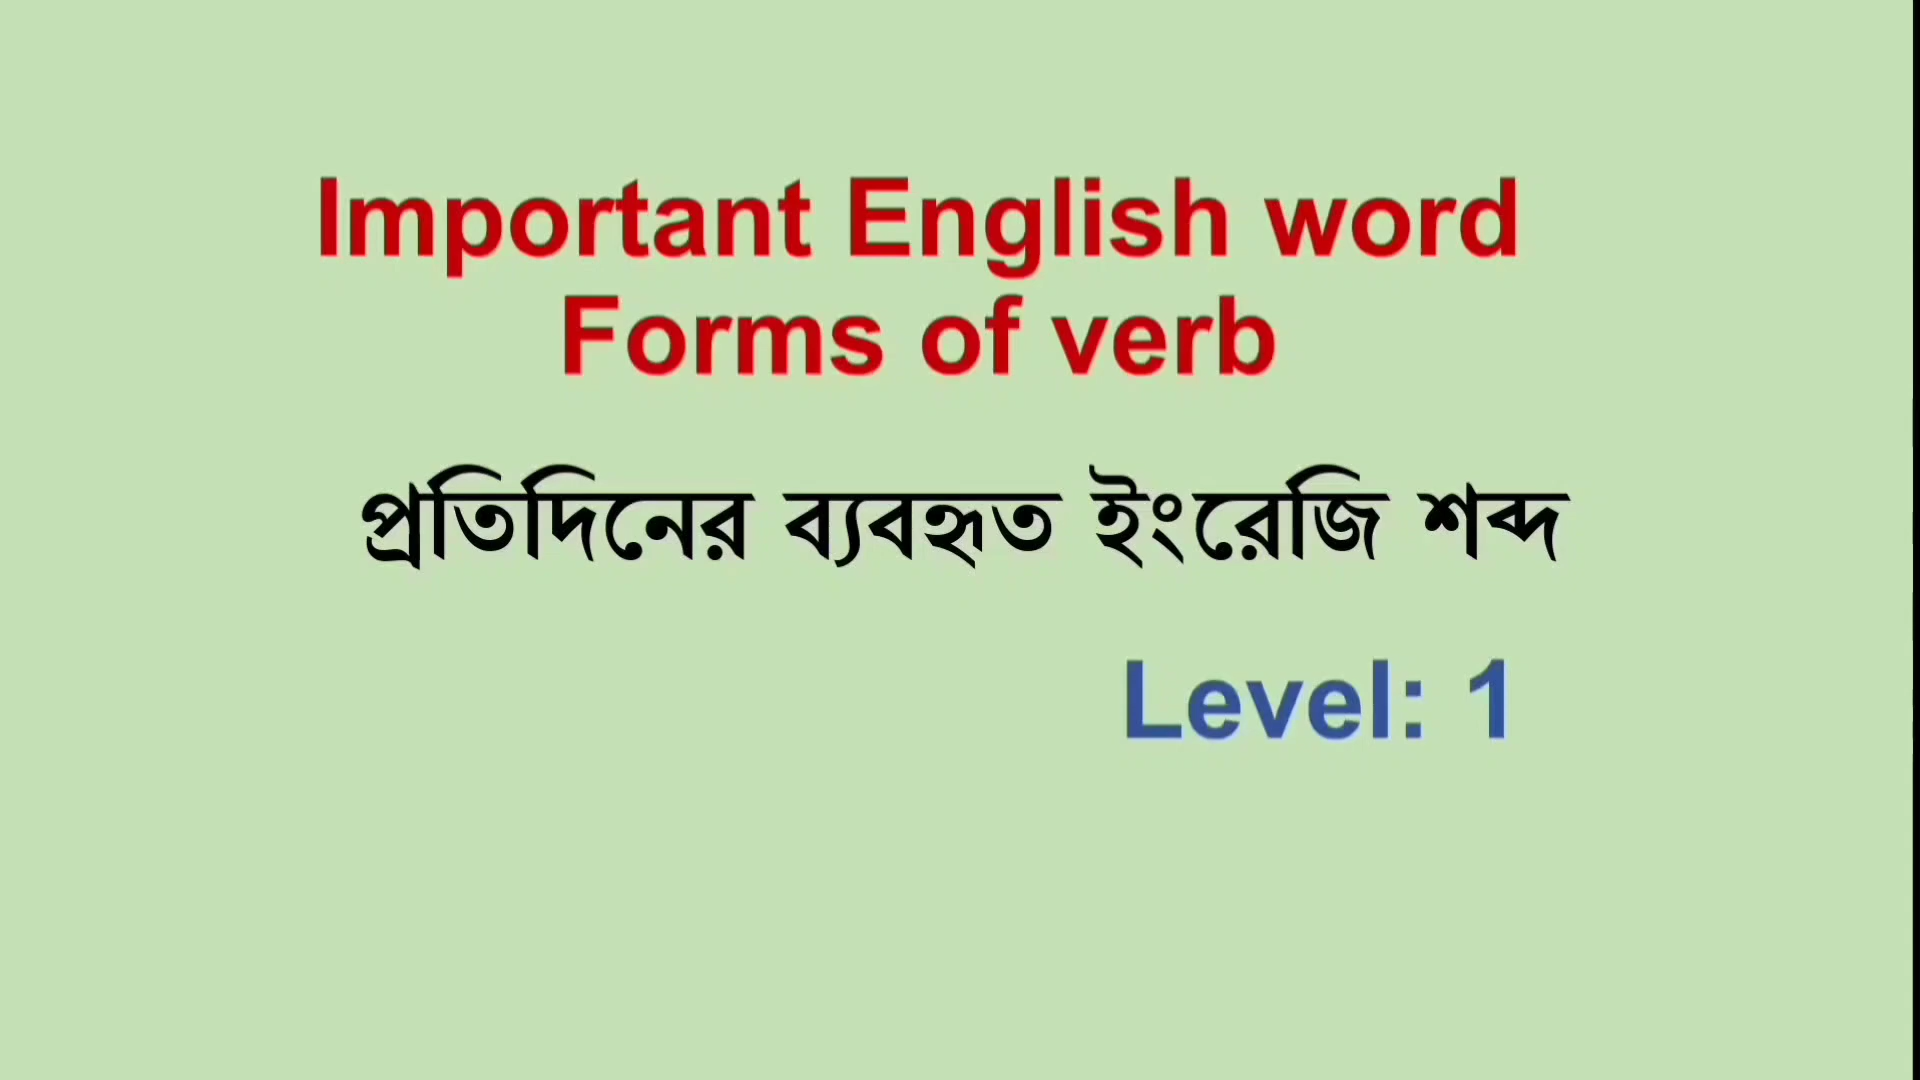 Important English word
Forms of verb
প্রতিদিনের ব্যবহৃত ইংরেজি শব্দ
Level: 1